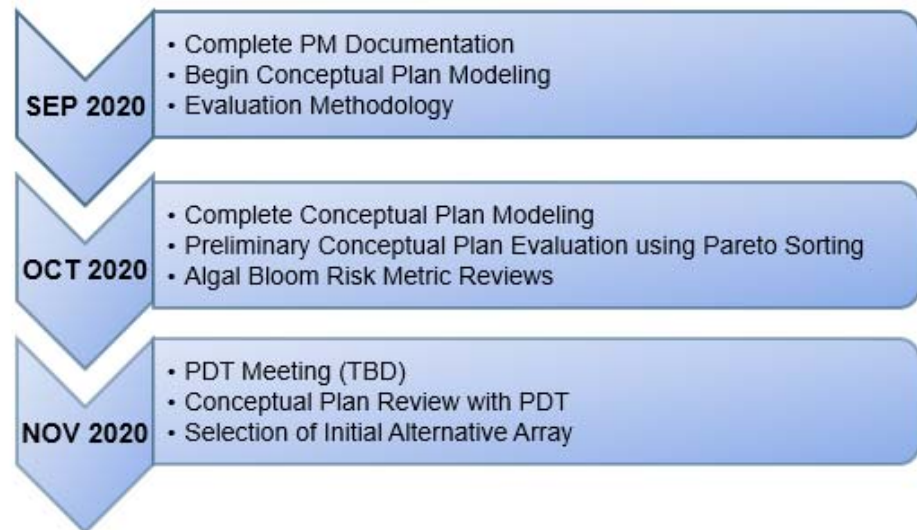 SEP 2020
• Complete PM Documentation
• Begin Conceptual Plan Modeling
• Evaluation Methodology
OCT 2020
• Complete Conceptual Plan Modeling
• Preliminary Conceptual Plan Evaluation using Pareto Sorting
• Algal Bloom Risk Metric Reviews
NOV 2020
• PDT Meeting (TBD)
• Conceptual Plan Review with PDT
• Selection of Initial Alternative Array